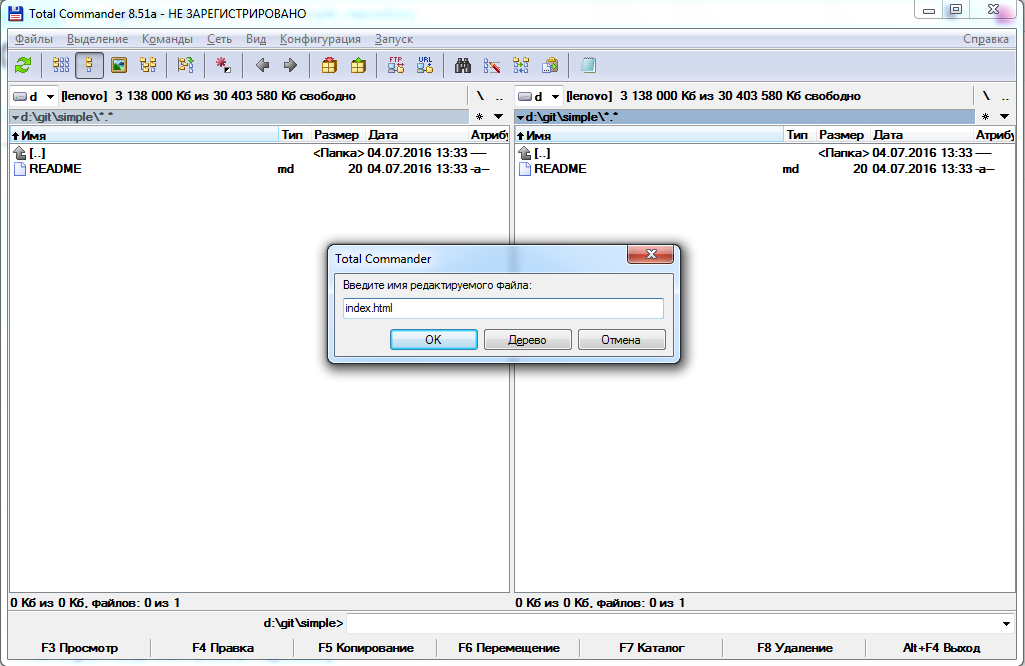 Total Commander 8.51a - НЕ ЗАРЕГИСТРИРОВАНО
Файлы Выделение Команды Сеть Вид Конфигурация Запуск Справка
FTP URL
d [lenovo] 3 138 000 Кб из 30 403 580 Кб свободно \ .. d [lenovo] 3 138 000 Кб из 30 403 580 Кб свободно \ ..
d:\git\simple\*.* * d:\git\simple\*.* *
Имя Тип Размер Дата Атрибу Имя Тип Размер Дата Атрибу
[..] <Папка> 04.07.2016 13:33 ---- [..] <Папка> 04.07.2016 13:33 ----
README md 20 04.07.2016 13:33 -a-- README md 20 04.07.2016 13:33 -a--
Total Commander
Введите имя редактируемого файла:
index.html
OK Дерево Отмена
0 Кб из 0 Кб, файлов: 0 из 1 0 Кб из 0 Кб, файлов: 0 из 1
d:\git\simple>
F3 Просмотр F4 Правка F5 Копирование F6 Перемещение F7 Каталог F8 Удаление Alt+F4 Выход